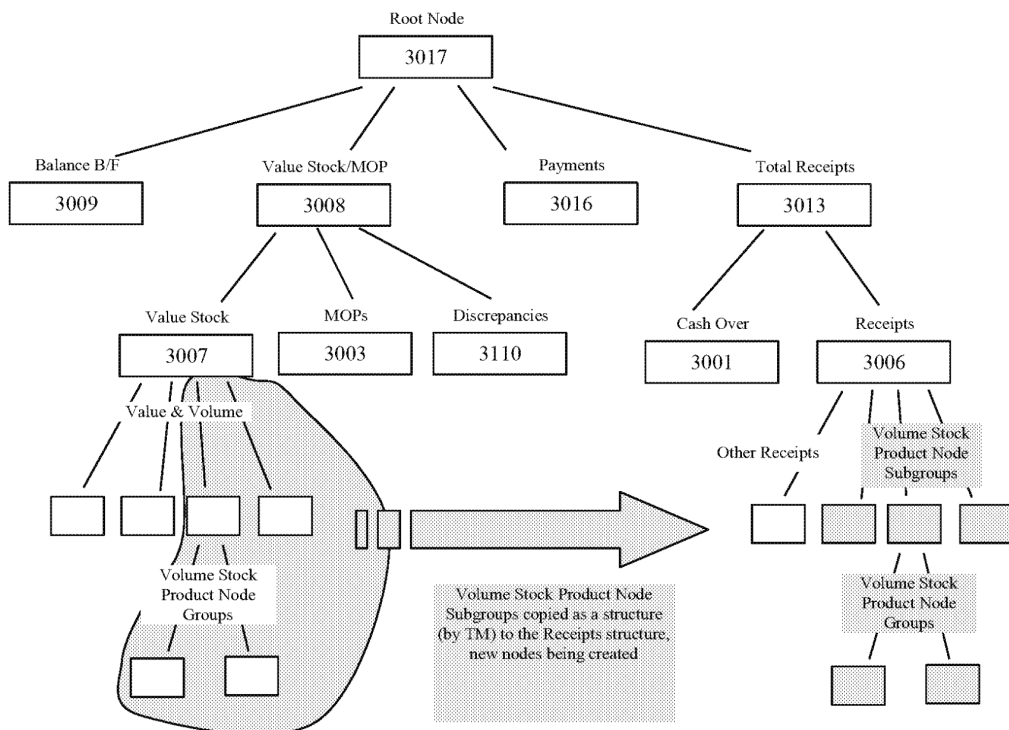 Root Node
3017
Balance B/F
Value Stock/MOP
Payments
Total Receipts
3009
3008
3016
3013
Value Stock
MOPs
Discrepancies
Cash Over
Receipts
3007
3003
3110
3001
3006
Value & Volume
Other Receipts
Volume Stock
Product Node
Subgroups
Volume Stock
Product Node
Groups
Volume Stock Product Node
Subgroups copied as a structure
(by TM) to the Receipts structure,
new nodes being created
Volume Stock
Product Node
Groups